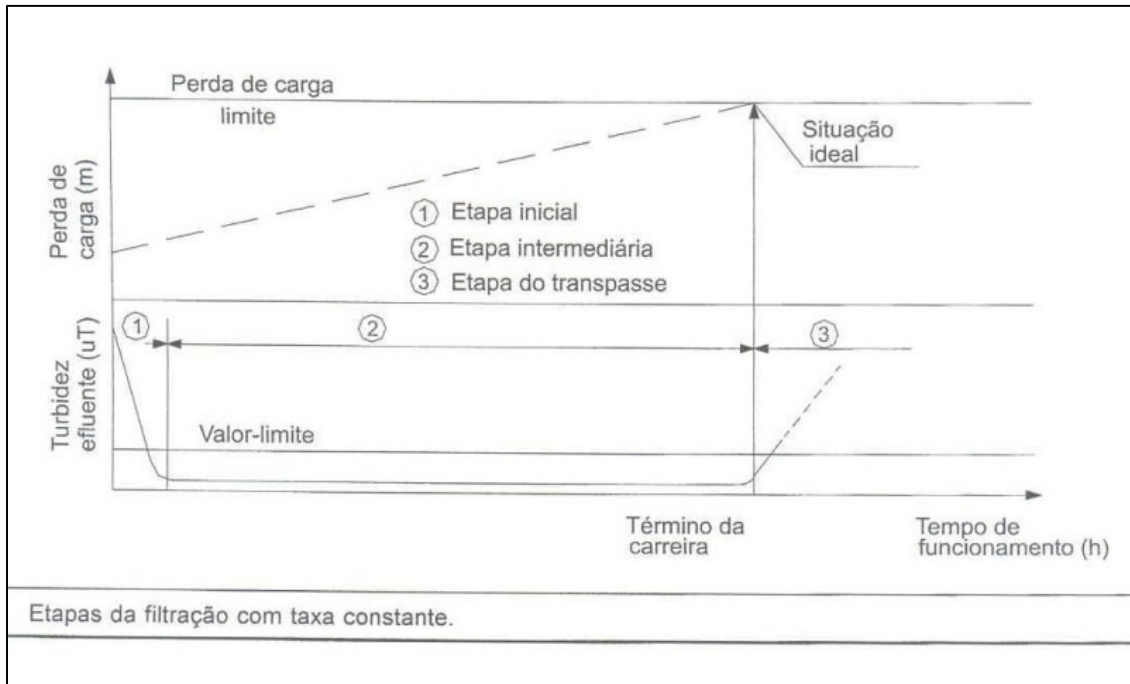 Perda de carga
limite
Situação
ideal
Perda de
carga (m)
① Etapa inicial
② Etapa intermediária
③ Etapa do transpasse
①
②
③
Turbidez
efluente (uT)
Valor-limite
Término da
carreira
Tempo de
funcionamento (h)
Etapas da filtração com taxa constante.